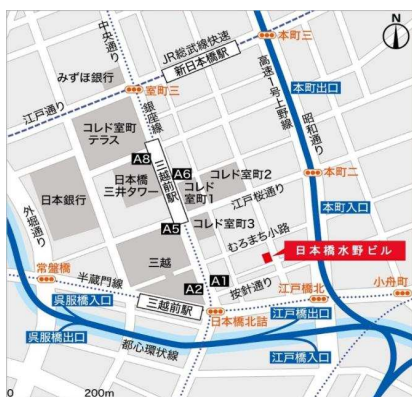 中央通り
JR総武線快速
新日本橋駅
本町三
N
みずほ銀行
室町三
江戸通り
銀座線
高速1号上野線
本町出口
昭和通り
コレド室町
テラス
A8
三越前駅
A6
コレド室町2
本町二
日本橋
三井タワー
コレド
室町1
江戸桜通り
日本銀行
外堀通り
本町入口
A5
コレド室町3
むろまち小路
三越
日本橋水野ビル
常盤橋
半蔵門線
A1
按針通り
A2
江戸橋北
小舟町
呉服橋入口
三越前駅
日本橋北詰
江戸橋出口
呉服橋出口
都心環状線
江戸橋入口
0
200m